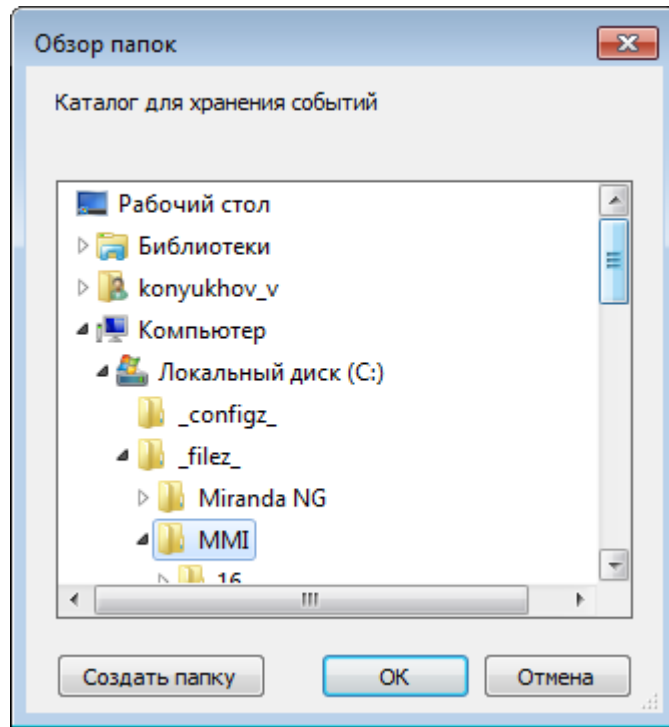 Обзор папок
Каталог для хранения событий
Рабочий стол
Библиотеки
konyukhov_v
Компьютер
Локальный диск (C:)
_configz_
_filez_
Miranda NG
MMI
16
Создать папку
ОК
Отмена